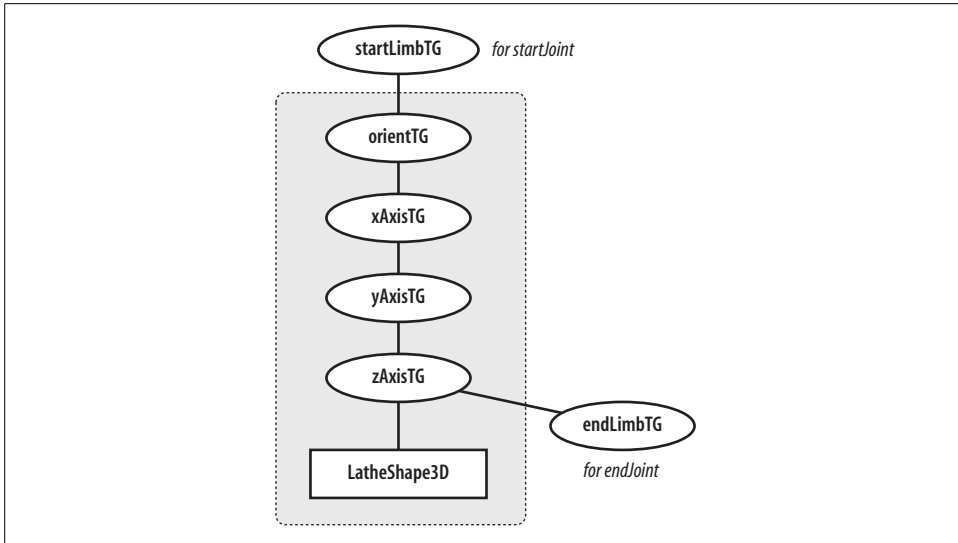 startLimbTG for startJoint
orientTG
xAxisTG
yAxisTG
zAxisTG
endLimbTG
LatheShape3D for endJoint